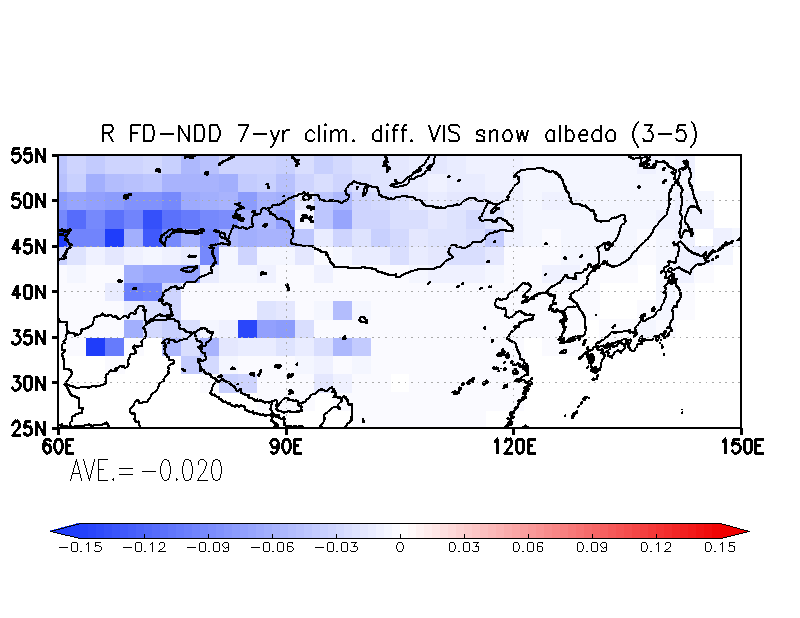 R FD-NDD 7-yr clim. diff. VIS snow albedo (3-5)
55N
50N
45N
40N
35N
30N
25N
60E 90E 120E 150E
AVE.= -0.020
-0.15 -0.12 -0.09 -0.06 -0.03 0 0.03 0.06 0.09 0.12 0.15